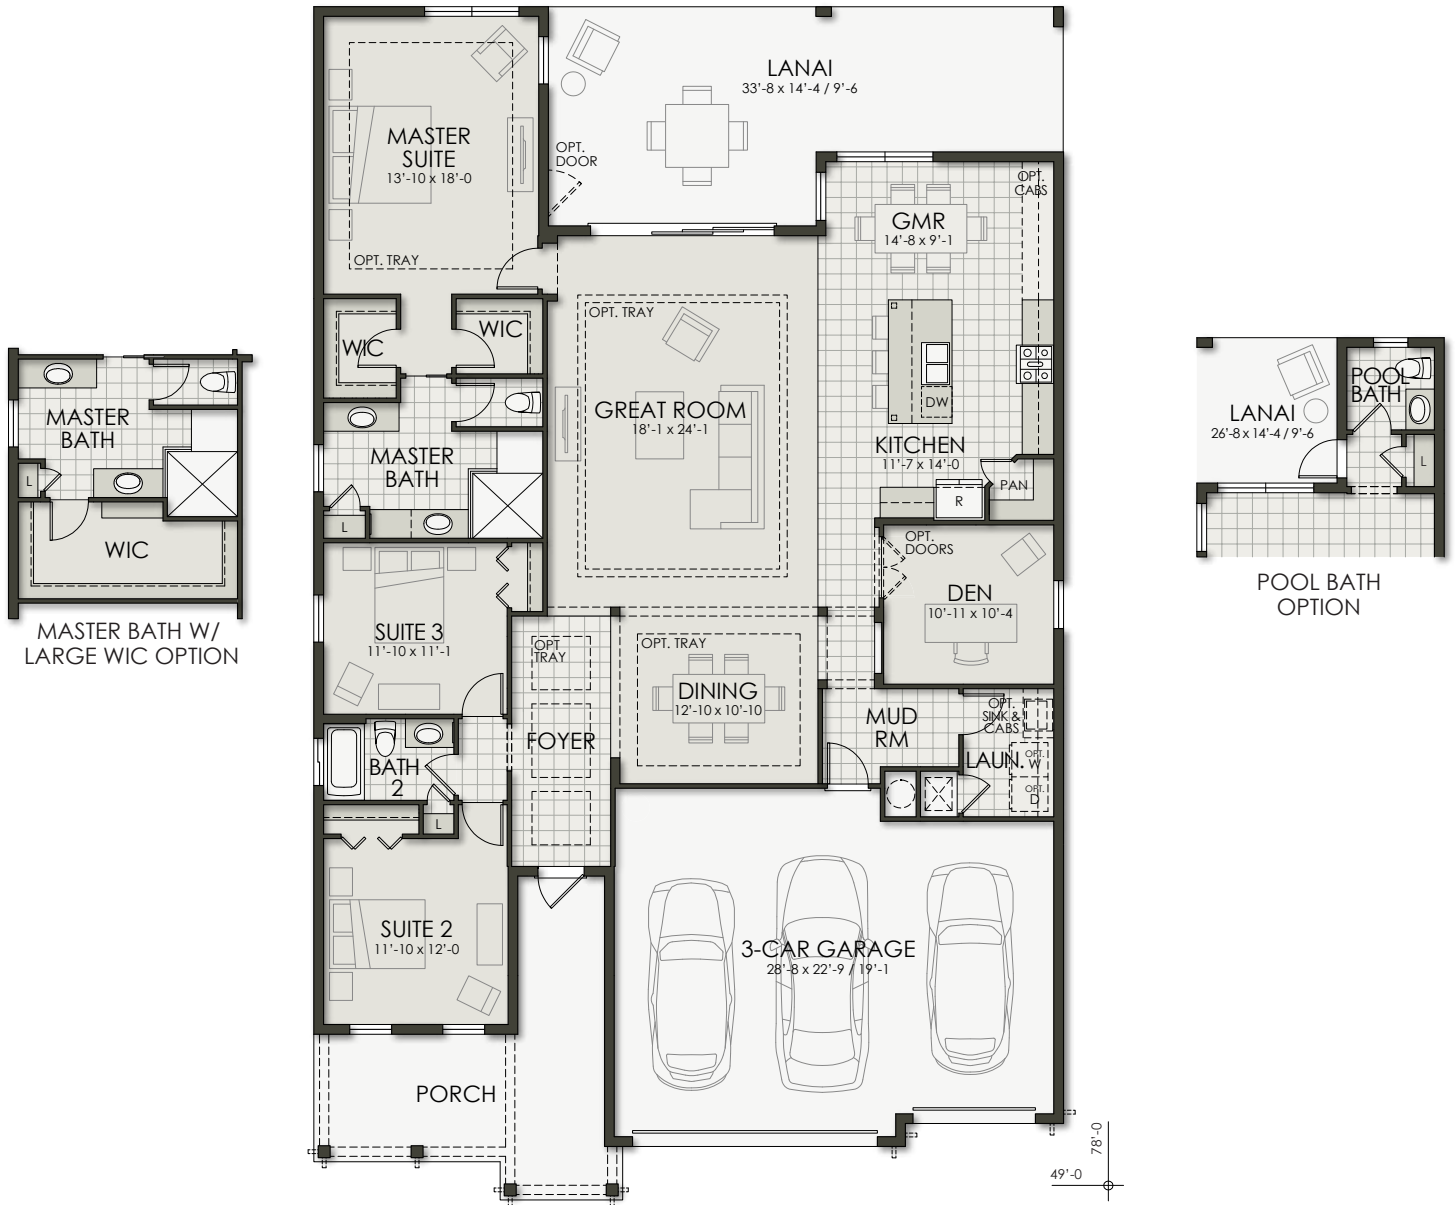 LANAI
33'-8 x 14'-4 / 9'-6
MASTER
SUITE
13'-10 x 18'-0
OPT. TRAY
OPT.
DOOR
OPT.
CABS
GMR
14'-8 x 9'-1
WIC
WIC
OPT. TRAY
GREAT ROOM
18'-1 x 24'-1
DW
KITCHEN
11'-7 x 14'-0
PAN
R
MASTER
BATH
L
OPT.
DOORS
DEN
10'-11 x 10'-4
SUITE 3
11'-10 x 11'-1
OPT
TRAY
OPT. TRAY
DINING
12'-10 x 10'-10
FOYER
MUD
RM
OPT.
SINK &
CABS
LAUN.
OPT.
W
OPT.
D
BATH
2
L
SUITE 2
11'-10 x 12'-0
3-CAR GARAGE
28'-8 x 22'-9 / 19'-1
PORCH
78'-0
49'-0
MASTER
BATH
L
WIC
MASTER BATH W/
LARGE WIC OPTION
POOL
BATH
LANAI
26'-8 x 14'-4 / 9'-6
L
POOL BATH
OPTION